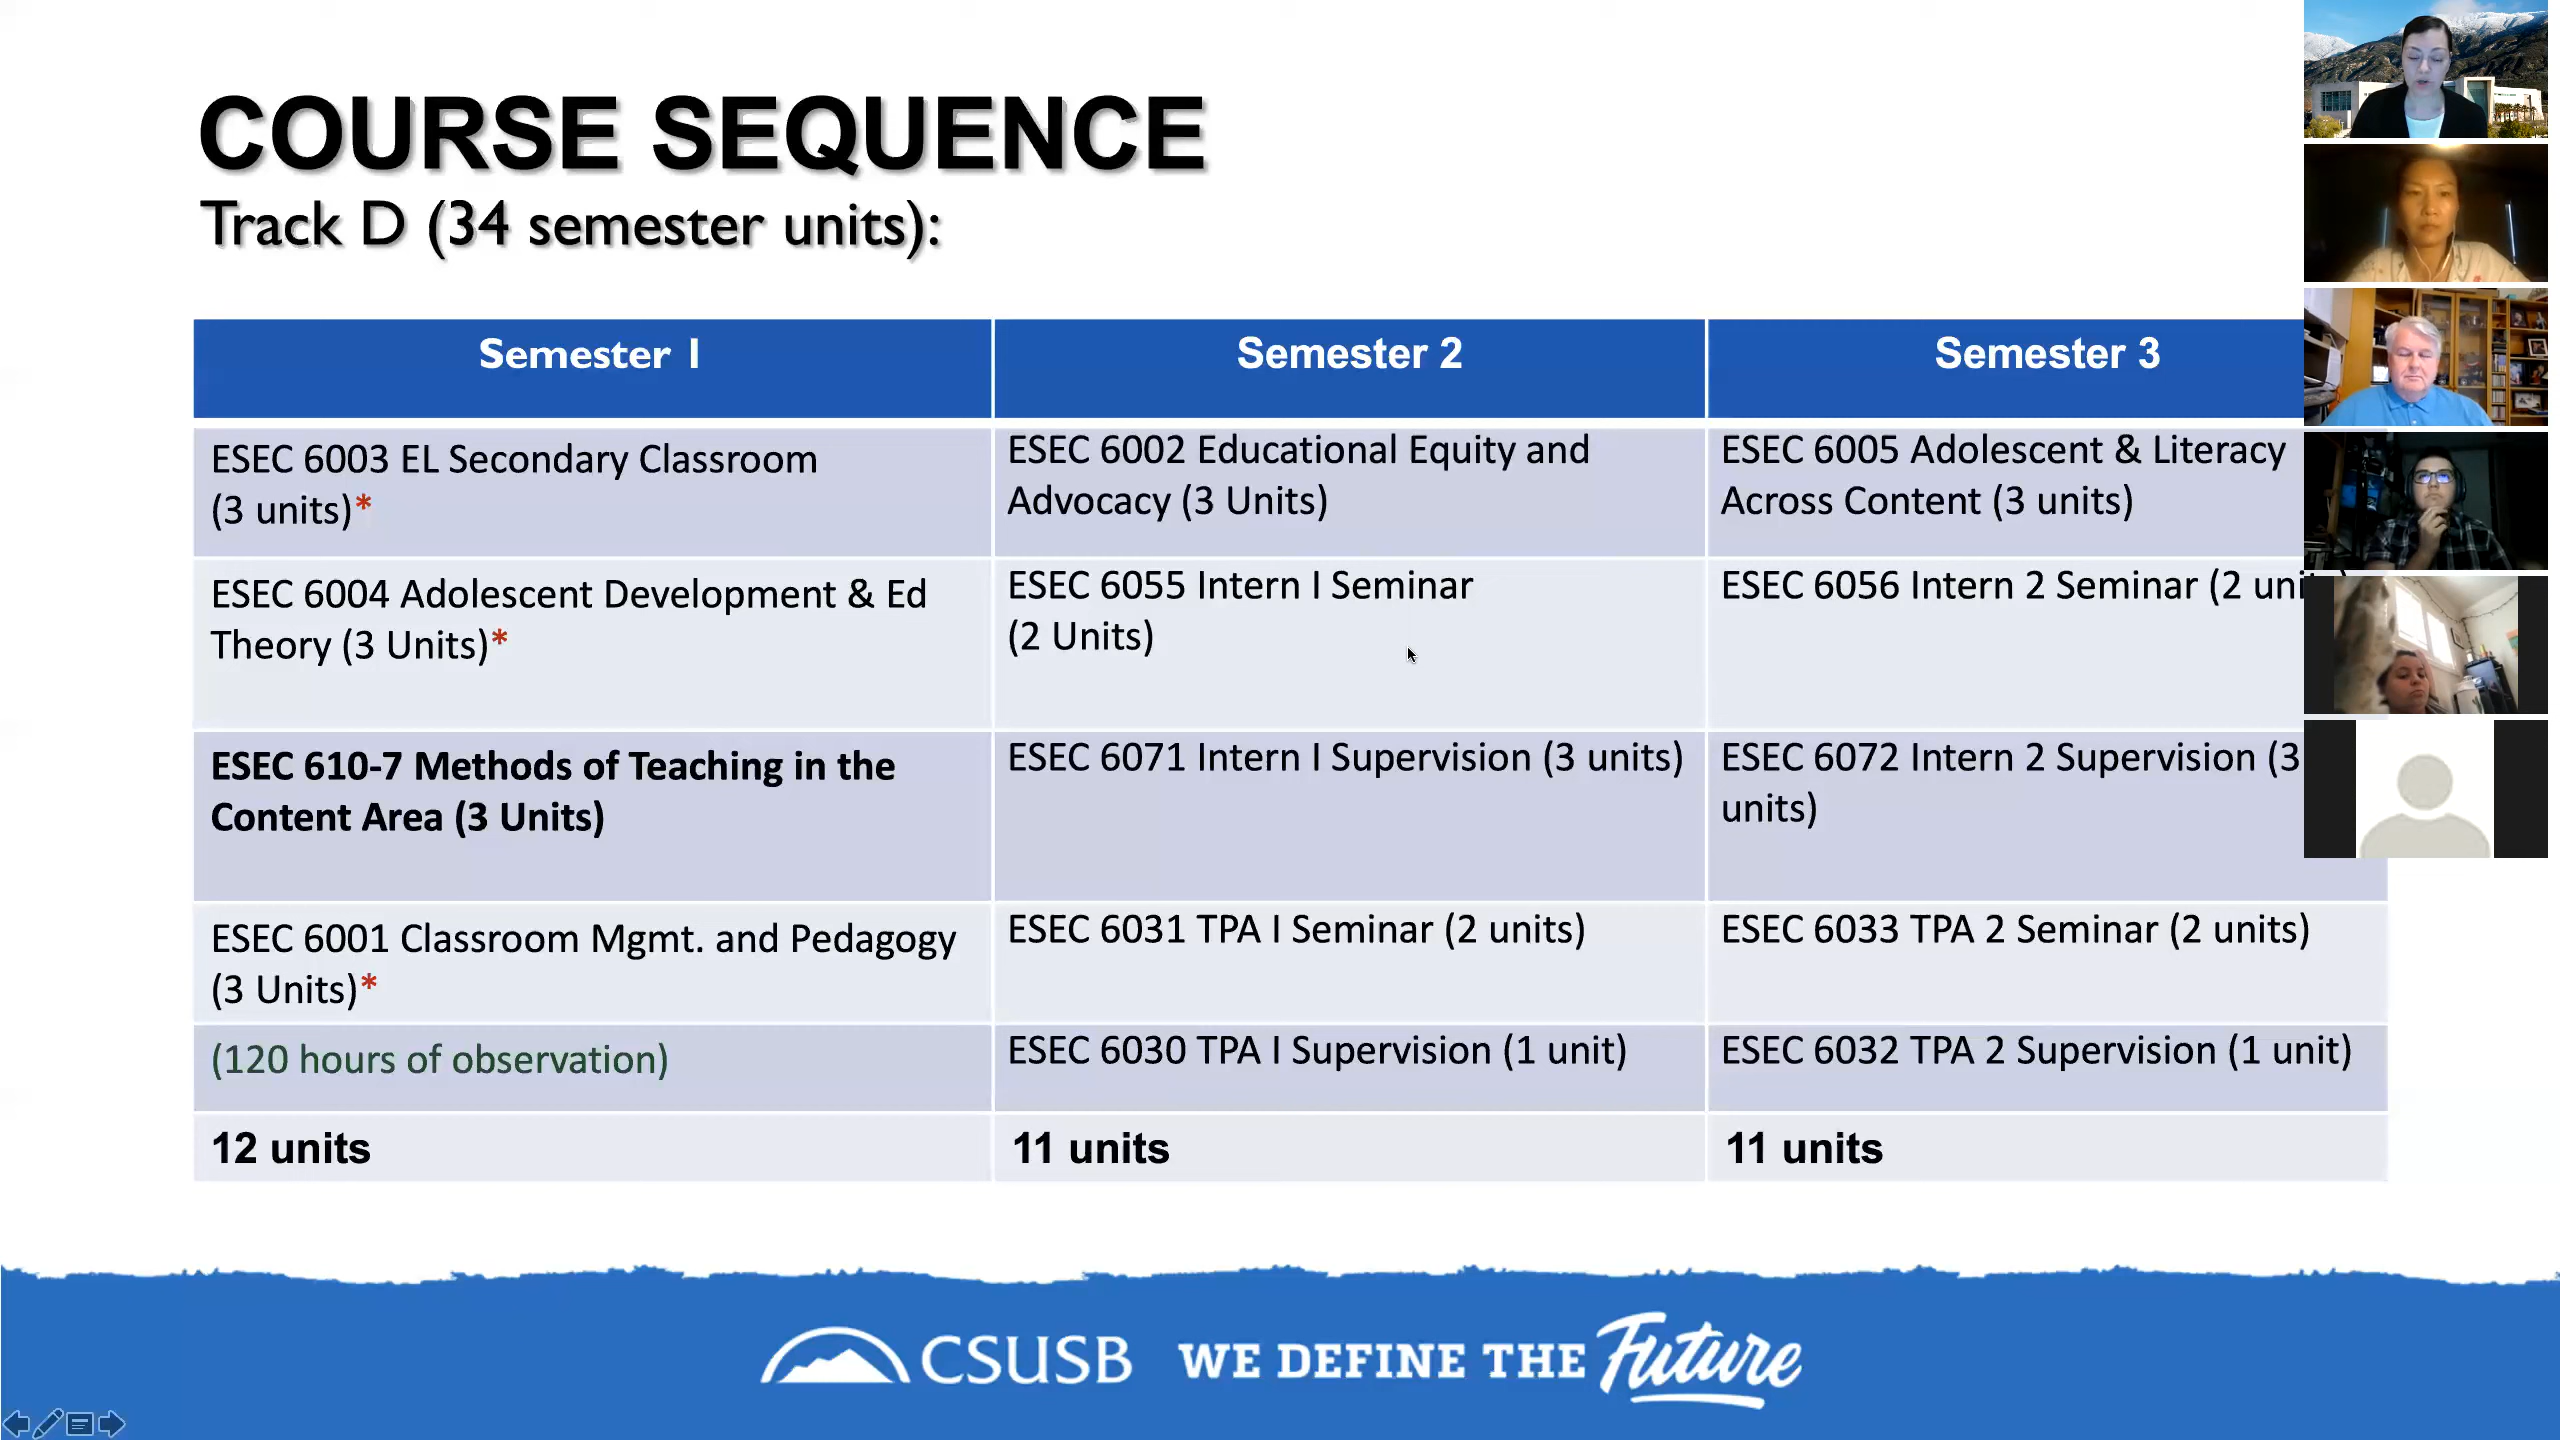 COURSE SEQUENCE
Track D (34 semester units):
Semester 1
Semester 2
Semester 3
ESEC 6003 EL Secondary Classroom
(3 units)*
ESEC 6002 Educational Equity and
Advocacy (3 Units)
ESEC 6005 Adolescent & Literacy
Across Content (3 units)
ESEC 6004 Adolescent Development & Ed
Theory (3 Units)*
ESEC 6055 Intern I Seminar
(2 Units)
ESEC 6056 Intern 2 Seminar (2
ESEC 610-7 Methods of Teaching in the
Content Area (3 Units)
ESEC 6071 Intern I Supervision (3 units)
ESEC 6072 Intern 2 Supervision (3
units)
ESEC 6001 Classroom Mgmt. and Pedagogy
(3 Units)*
ESEC 6031 TPA I Seminar (2 units)
ESEC 6033 TPA 2 Seminar (2 units)
(120 hours of observation)
ESEC 6030 TPA I Supervision (1 unit)
ESEC 6032 TPA 2 Supervision (1 unit)
12 units
11 units
11 units
CSUSB WE DEFINE THE Future